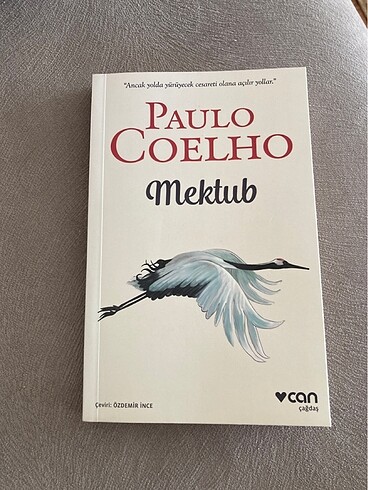 "Ancak yolda yürüyecek cesareti olana açılır yollar."
PAULO
COELHO
Mektub
Çeviri: ÖZDEMİR İNCE
can
çağdaş